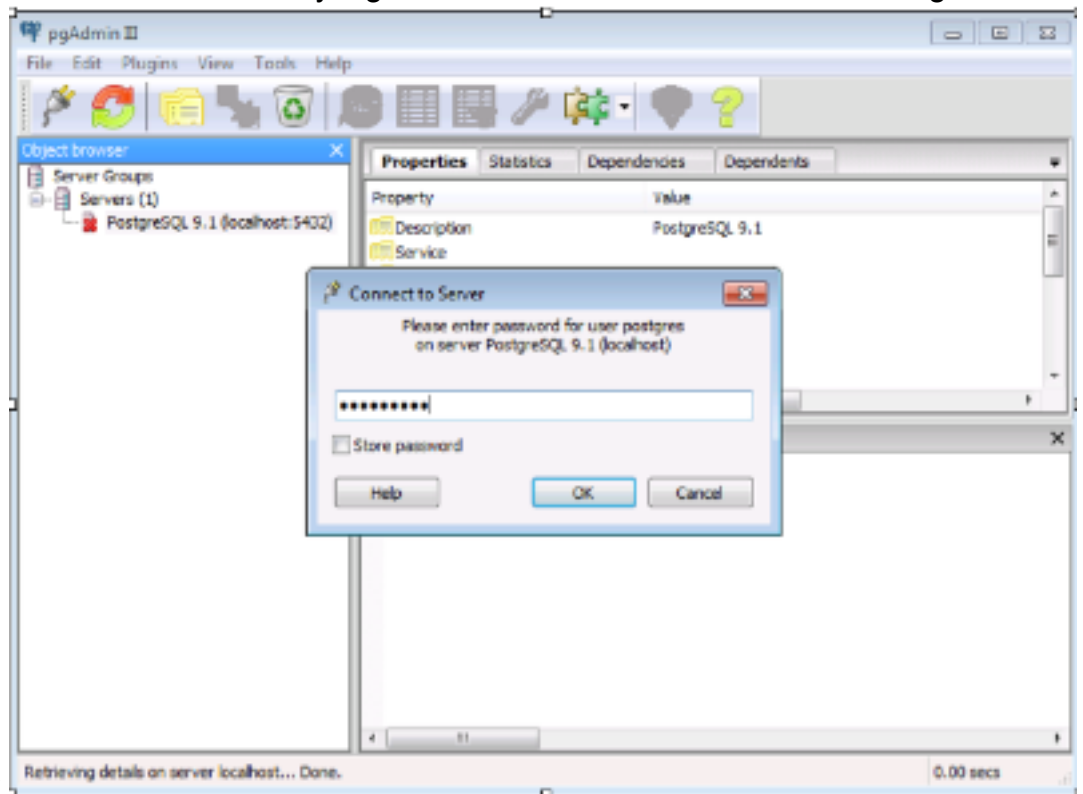 pgAdmin III
File Edit Plugins View Tools Help
Object browser
Server Groups
Servers (1)
PostgreSQL 9.1 (localhost:5432)
Properties Statistics Dependencies Dependents
Property Value
Description PostgreSQL 9.1
Service
Connect to Server
Please enter password for user postgres
on server PostgreSQL 9.1 (localhost)
Store password
Help OK Cancel
Retrieving details on server localhost... Done. 0.00 secs